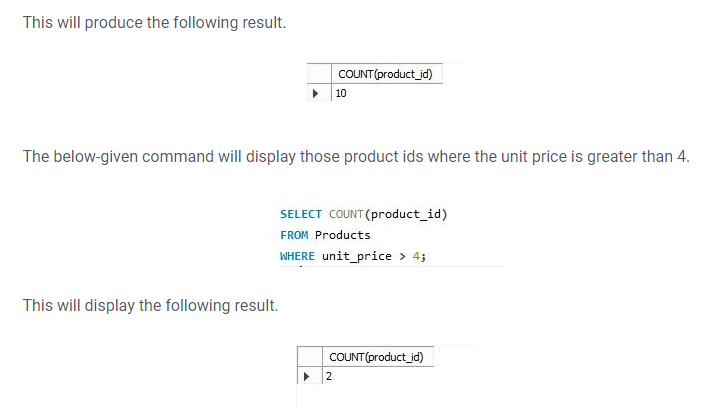 This will produce the following result.
COUNT(product_id)
10
The below-given command will display those product ids where the unit price is greater than 4.
SELECT COUNT(product_id)
FROM Products
WHERE unit_price > 4;
This will display the following result.
COUNT(product_id)
2